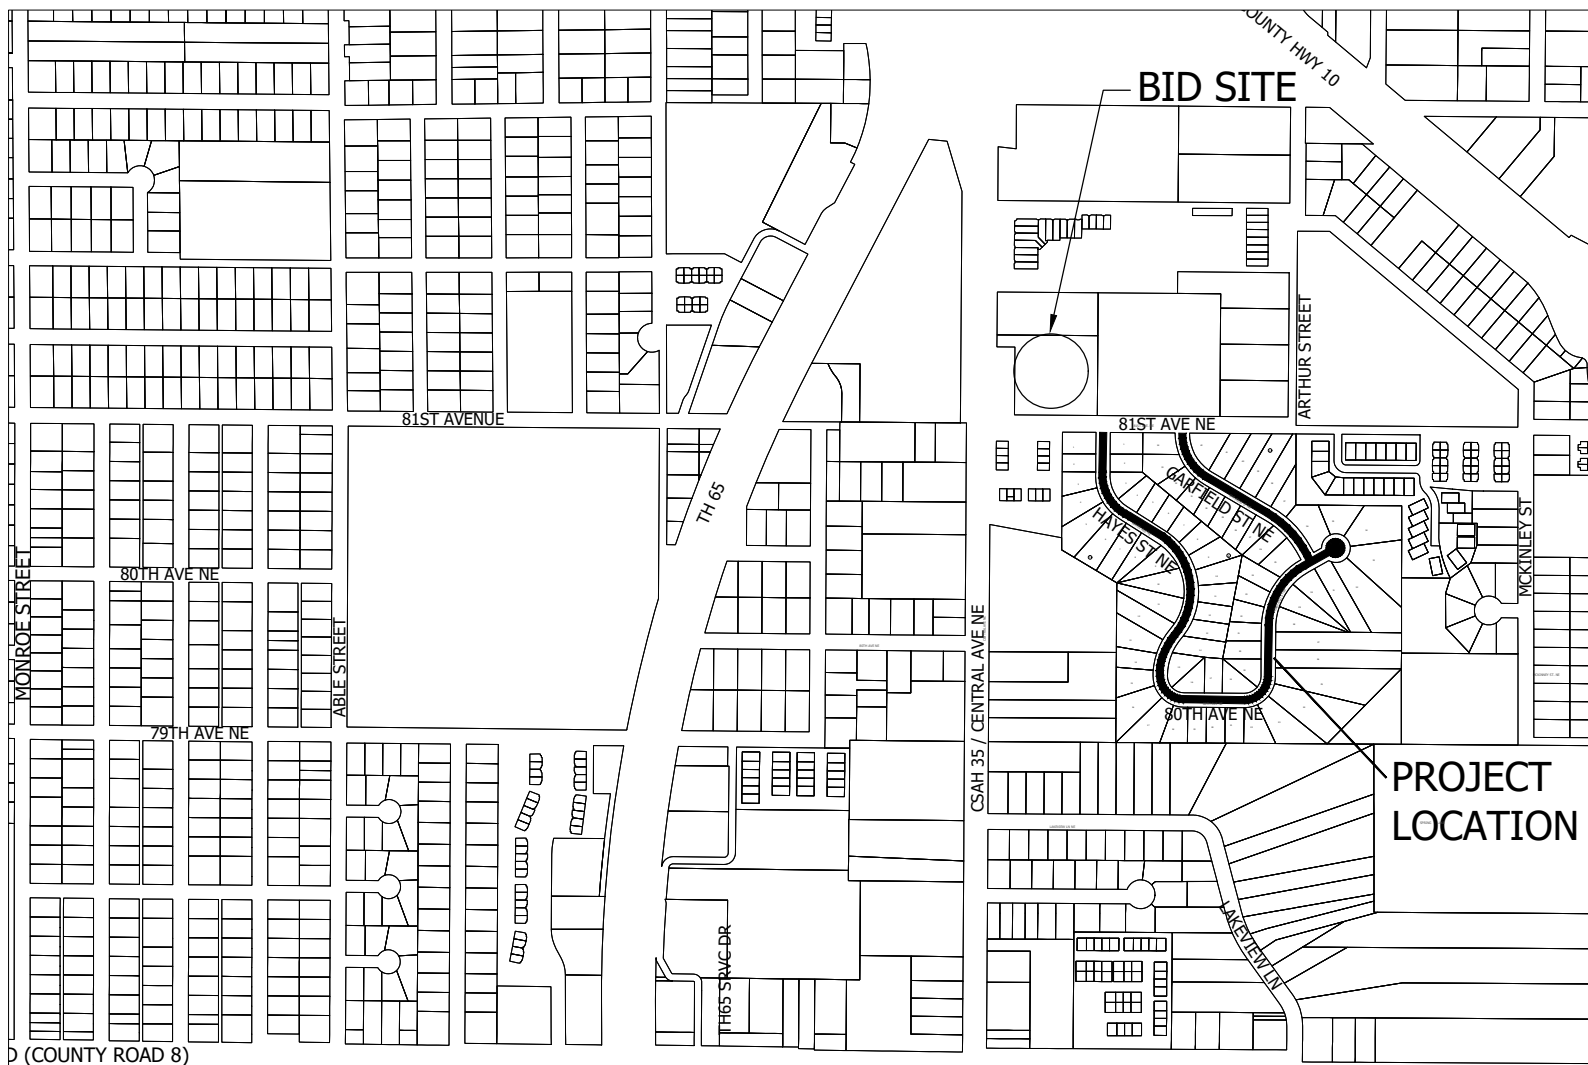 OUNTY HWY 10
BID SITE
ARTHUR STREET
81ST AVENUE
81ST AVE NE
TH 65
GARFIELD ST NE
HAYES ST NE
MCKINLEY ST
MONROE STREET
80TH AVE NE
ABLE STREET
CSAH 35 / CENTRAL AVE NE
80TH AVE NE
79TH AVE NE
PROJECT
LOCATION
LAKEVIEW LN
TH65 SRVC DR
D (COUNTY ROAD 8)